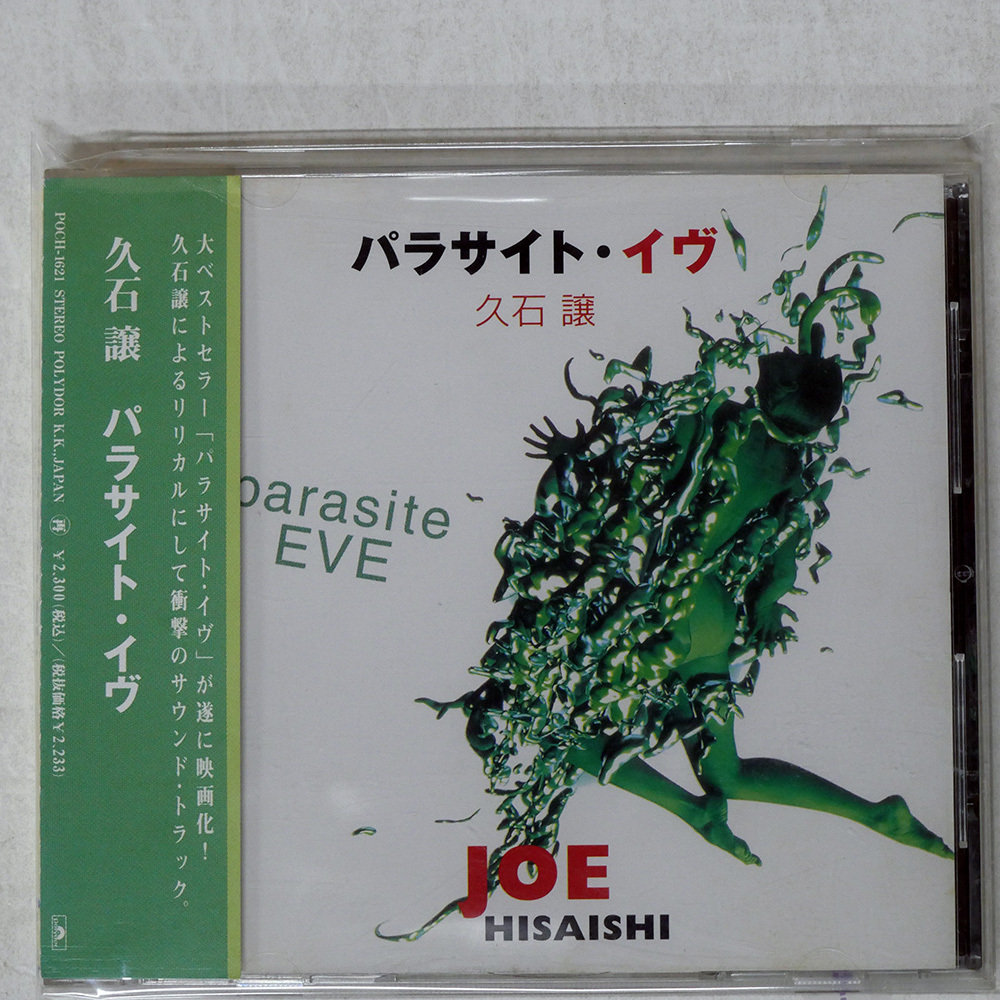 大ベストセラー「パラサイト・イヴ」が遂に映画化！
久石譲によるリリカルにして衝撃のサウンド・トラック。
久石 譲 パラサイト・イヴ
POCH-1621 STEREO POLYDOR K.K.,JAPAN 再 ¥2,300(税込)／(税抜価格¥2,233)
パラサイト・イヴ
久石 譲
parasite
EVE
JOE
HISAISHI